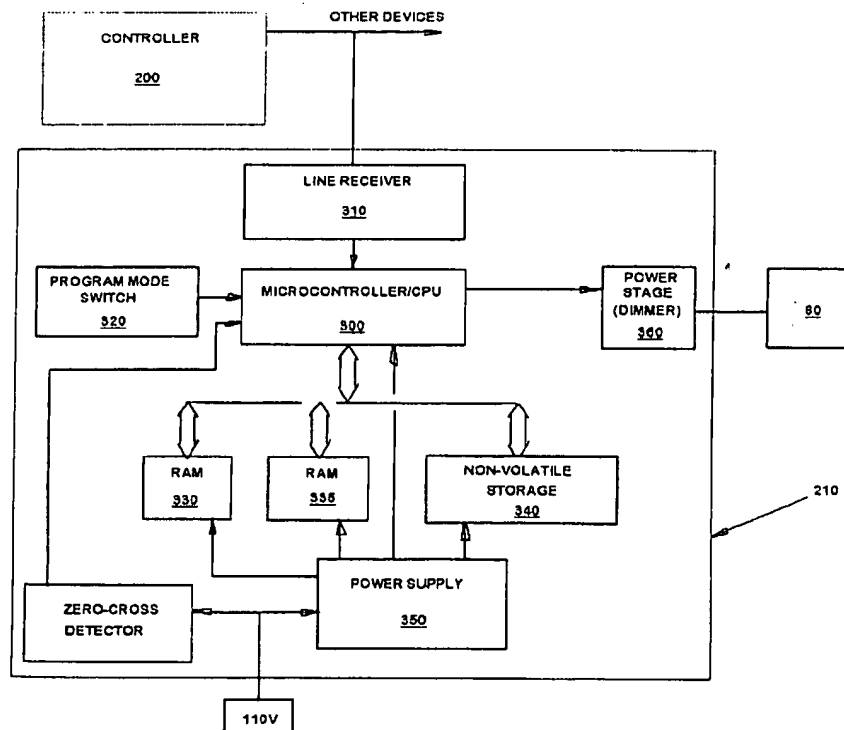 OTHER DEVICES
CONTROLLER
200
LINE RECEIVER
310
PROGRAM MODE
SWITCH
320
MICROCONTROLLER/CPU
300
POWER
STAGE
(DIMMER)
360
80
RAM
330
RAM
335
NON-VOLATILE
STORAGE
340
210
POWER SUPPLY
350
ZERO-CROSS
DETECTOR
110V